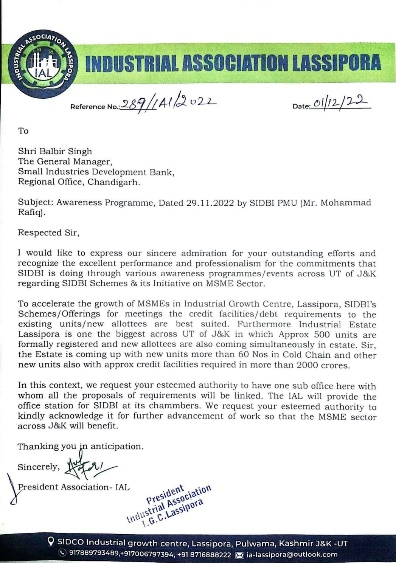 INDUSTRIAL ASSOCIATION LASSIPORA
IAL
INDUSTRIAL ASSOCIATION LASSIPORA
Reference No. 289/IAI/2022 Date: 01/12/22
To
Shri Balbir Singh
The General Manager,
Small Industries Development Bank,
Regional Office, Chandigarh.
Subject: Awareness Programme, Dated 29.11.2022 by SIDBI PMU [Mr. Mohammad
Rafiq].
Respected Sir,
I would like to express our sincere admiration for your outstanding efforts and
recognize the excellent performance and professionalism for the commitments that
SIDBI is doing through various awareness programmes/events across UT of J&K
regarding SIDBI Schemes & its Initiative on MSME Sector.
To accelerate the growth of MSMEs in Industrial Growth Centre, Lassipora, SIDBI's
Schemes/Offerings for meetings the credit facilities/debt requirements to the
existing units/new allottees are best suited. Furthermore Industrial Estate
Lassipora is one the biggest across UT of J&K in which Approx 500 units are
formally registered and new allottees are also coming simultaneously in estate. Sir,
the Estate is coming up with new units more than 60 Nos in Cold Chain and other
new units also with approx credit facilities required in more than 2000 crores.
In this context, we request your esteemed authority to have one sub office here with
whom all the proposals of requirements will be linked. The IAL will provide the
office station for SIDBI at its chammbers. We request your esteemed authority to
kindly acknowledge it for further advancement of work so that the MSME sector
across J&K will benefit.
Thanking you in anticipation.
Sincerely,
President Association- IAL
President
Industrial Association
I.G.C.Lassipora
SIDCO Industrial growth centre, Lassipora, Pulwama, Kashmir J&K -UT
+917889793489,+917006797394, +91 8716888222 ia-lassipora@outlook.com